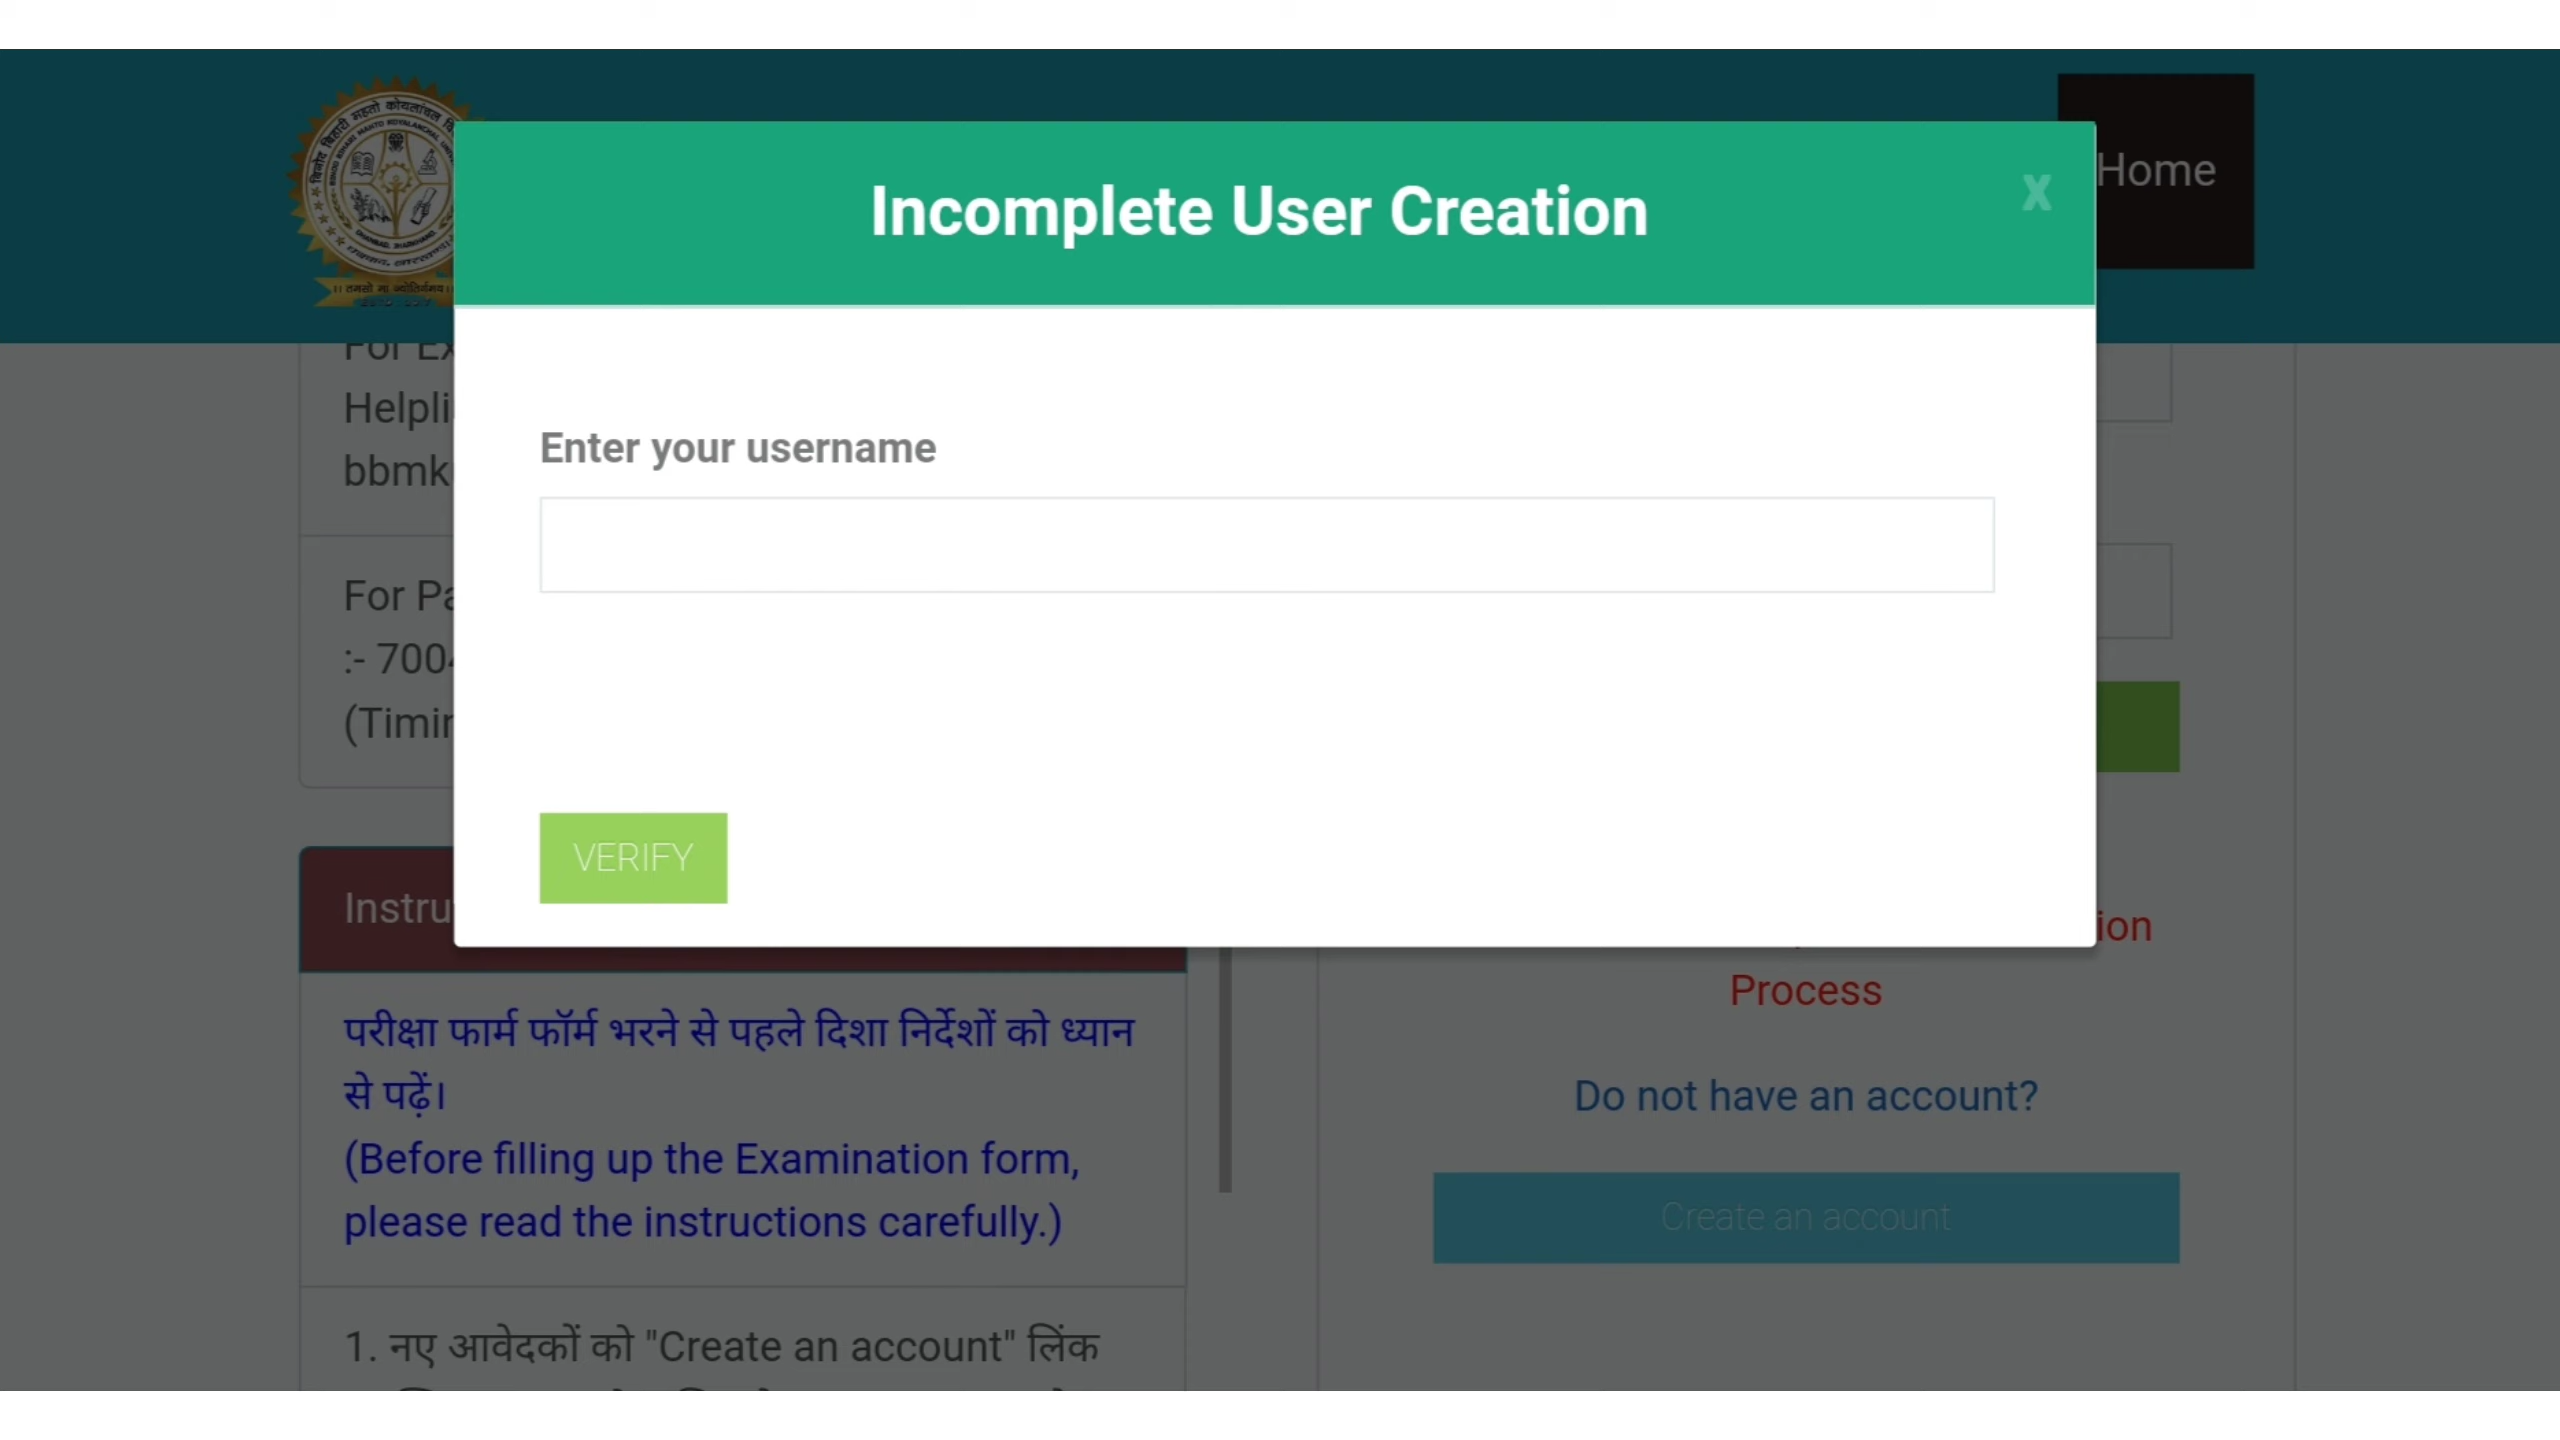 Home
Incomplete User Creation
X
Enter your username
VERIFY
Helpli
bbmk
For Pa
:- 700
(Timin
Instru
परीक्षा फार्म फॉर्म भरने से पहले दिशा निर्देशों को ध्यान
से पढ़ें।
(Before filling up the Examination form,
please read the instructions carefully.)
1. नए आवेदकों को "Create an account" लिंक
ion
Process
Do not have an account?
Create an account